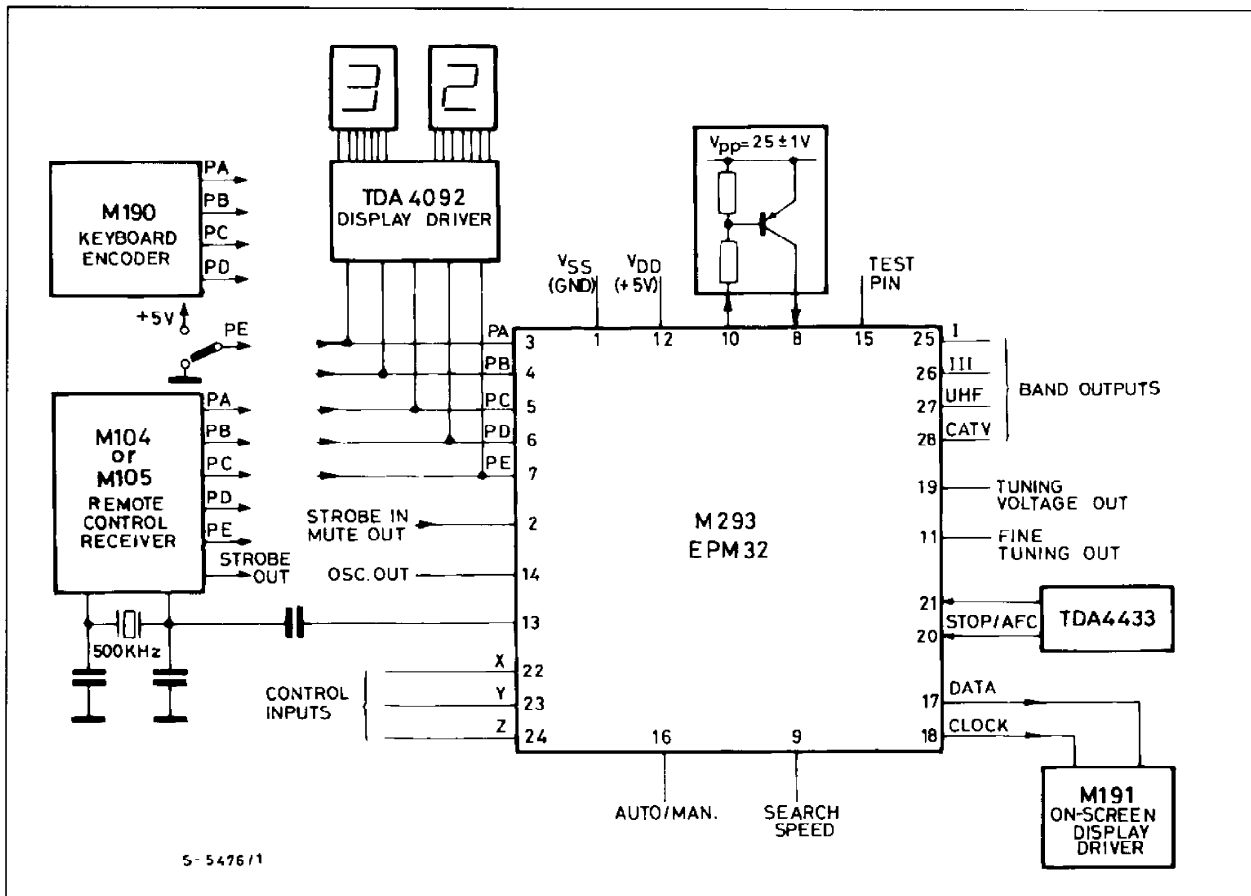 3 2
M190
KEYBOARD
ENCODER
PA
PB
PC
PD
+5V
PE
TDA 4092
DISPLAY DRIVER
Vpp=25±1V
VSS
(GND)
VDD
(+5V)
TEST
PIN
M104
or
M105
REMOTE
CONTROL
RECEIVER
PA
PB
PC
PD
PE
STROBE
OUT
500KHz
PA
PB
PC
PD
PE
3
4
5
6
7
STROBE IN
MUTE OUT
2
OSC. OUT
14
13
CONTROL
INPUTS
X
Y
Z
22
23
24
1
12
10
8
15
M293
EPM32
25
26
27
28
I
III
UHF
CATV
BAND OUTPUTS
19
TUNING
VOLTAGE OUT
11
FINE
TUNING OUT
21
20
STOP/AFC
TDA4433
17
DATA
18
CLOCK
M191
ON-SCREEN
DISPLAY
DRIVER
16
9
AUTO/MAN.
SEARCH
SPEED
S-5476/1